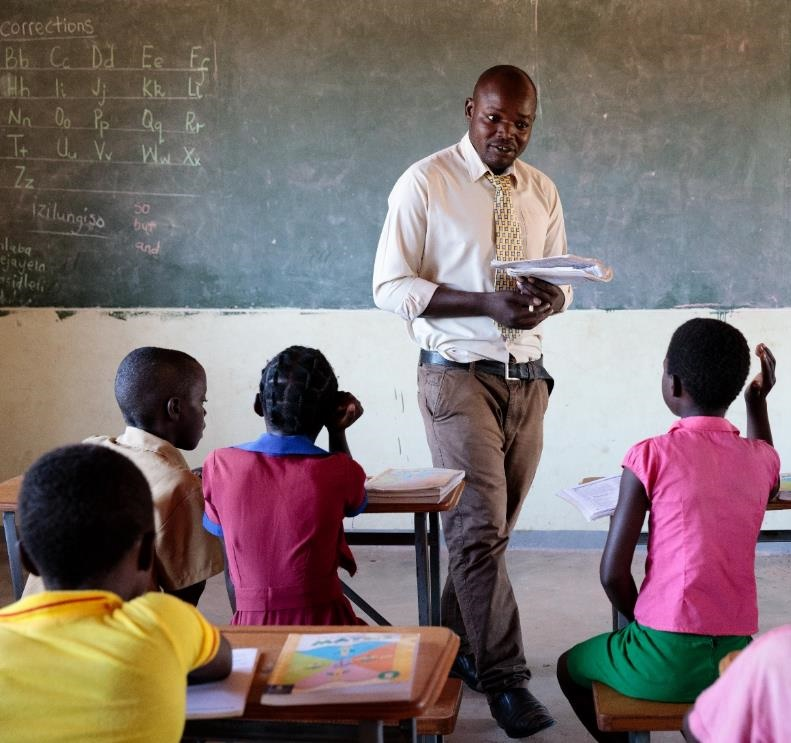 corrections
Bb Cc Dd Ee Ff
Hh Ii Jj Kk Ll
Nn Oo Pp Qq Rr
Tt Uu Vv Ww Xx
Zz
izilungiso
so
but
and